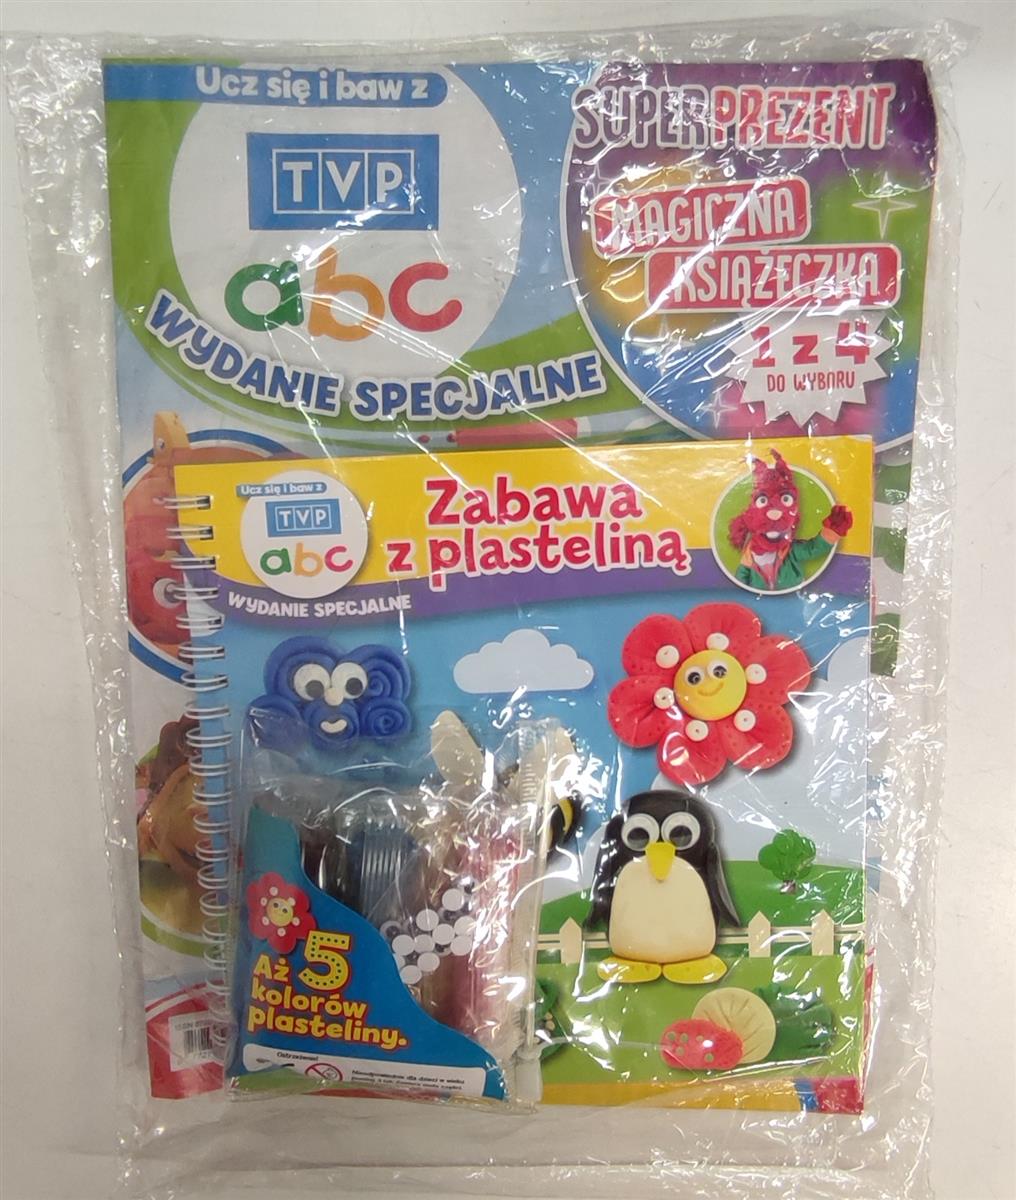 Ucz się i baw z
TVP
abc
WYDANIE SPECJALNE
SUPERPREZENT
MAGICZNA
KSIĄŻECZKA
1 z 4
DO WYBORU
Ucz się i baw z
TVP
abc
WYDANIE SPECJALNE
Zabawa
z plasteliną
Aż 5
kolorów
plasteliny.
Ostrzeżenie!
ISSN